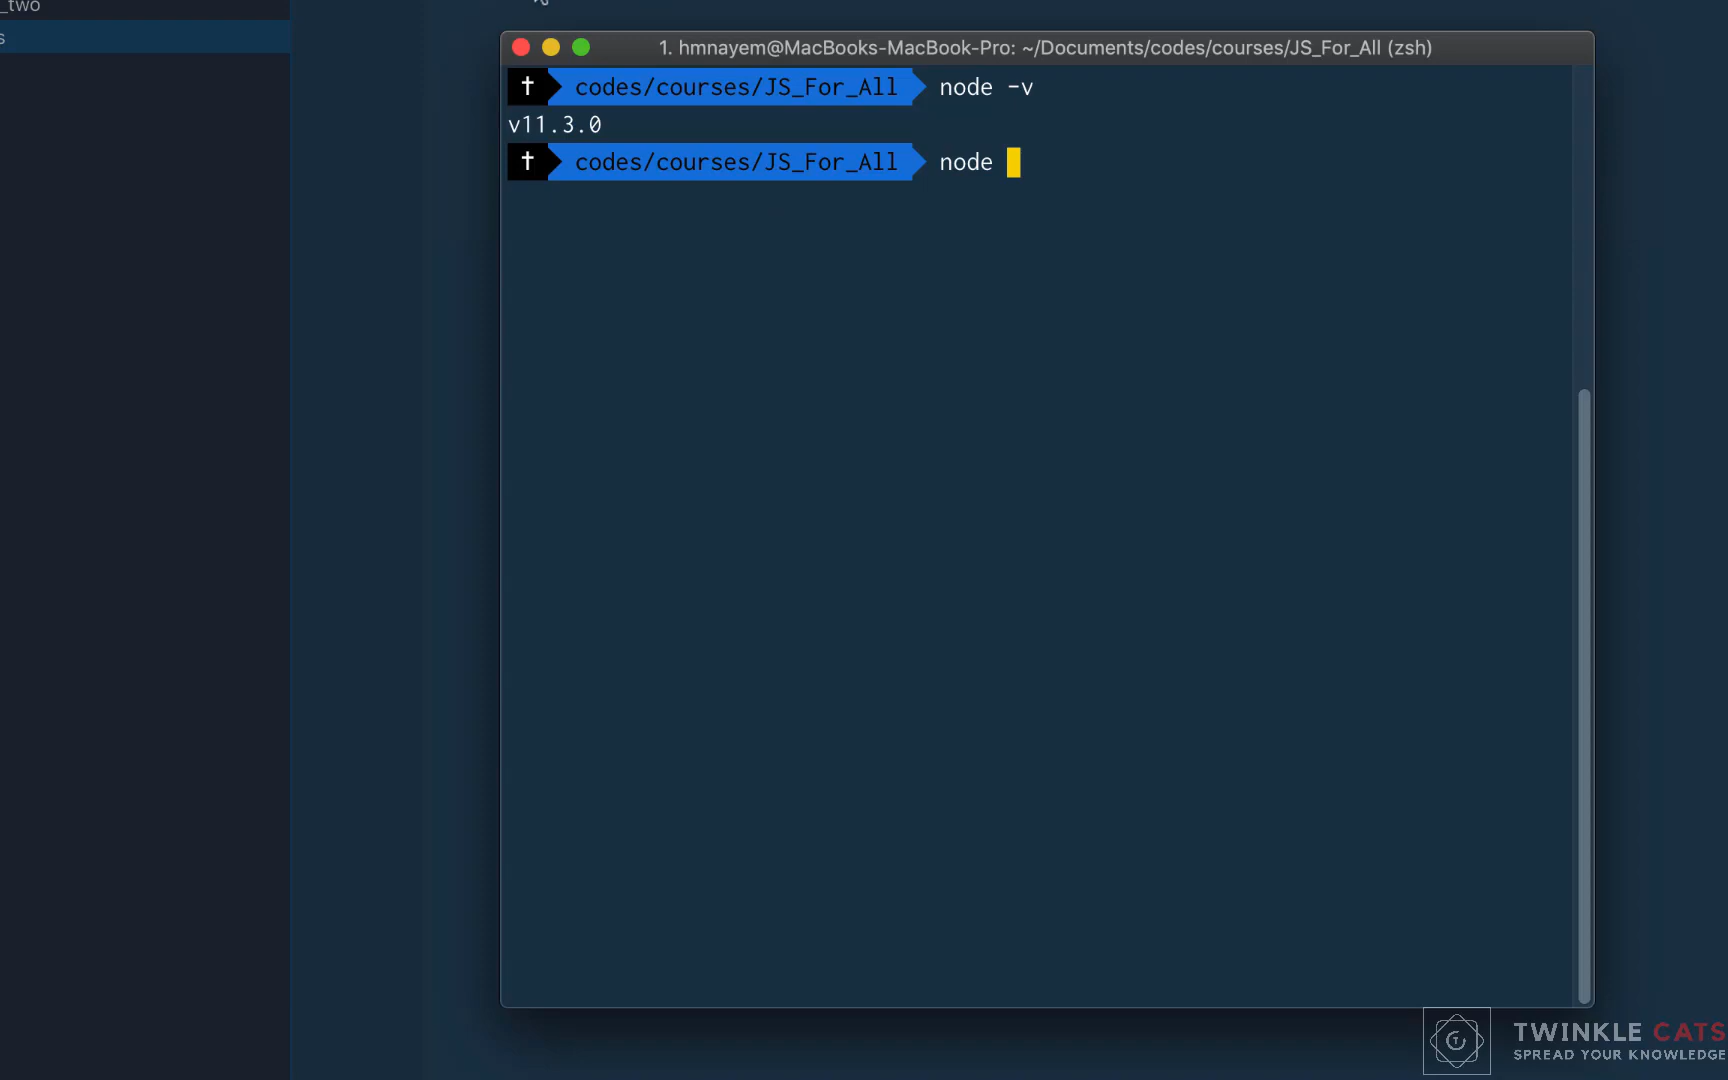 _two
s
1. hmnayem@MacBooks-MacBook-Pro: ~/Documents/codes/courses/JS_For_All (zsh)
† codes/courses/JS_For_All node -v
v11.3.0
† codes/courses/JS_For_All node
TWINKLE CATS
SPREAD YOUR KNOWLEDGE